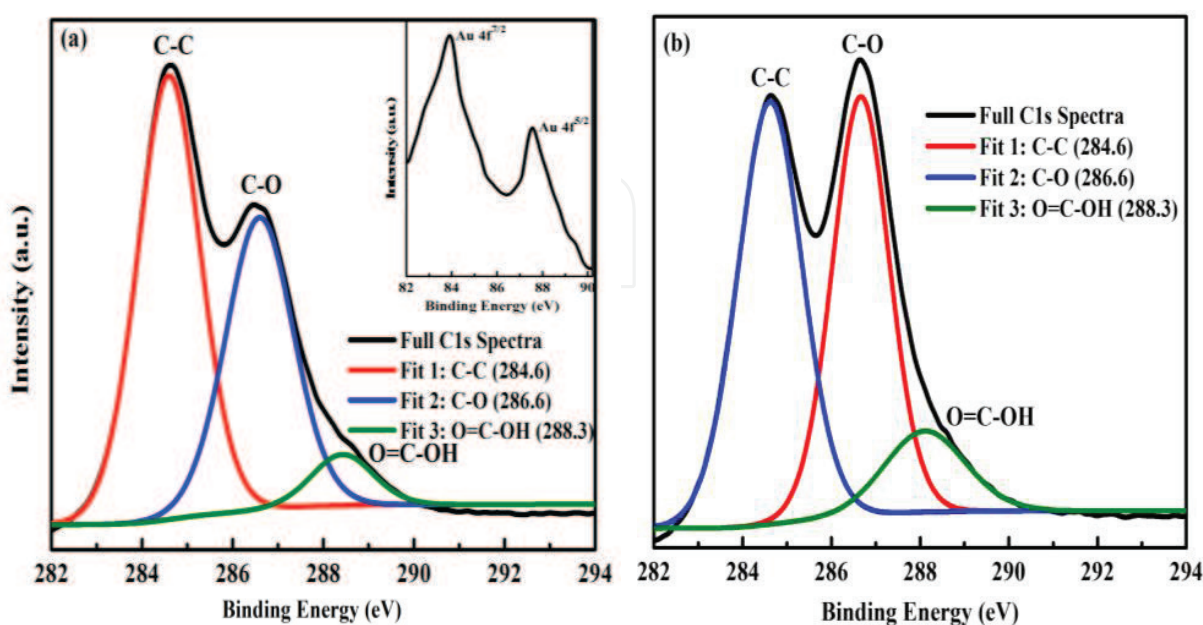 (a)
C-C
C-O
O=C-OH
Au 4f7/2
Au 4f5/2
Intensity (a.u.)
82 84 86 88 90
Binding Energy (eV)
Full C1s Spectra
Fit 1: C-C (284.6)
Fit 2: C-O (286.6)
Fit 3: O=C-OH (288.3)
Intensity (a.u.)
282 284 286 288 290 292 294
Binding Energy (eV)
(b)
C-C
C-O
O=C-OH
Full C1s Spectra
Fit 1: C-C (284.6)
Fit 2: C-O (286.6)
Fit 3: O=C-OH (288.3)
282 284 286 288 290 292 294
Binding Energy (eV)